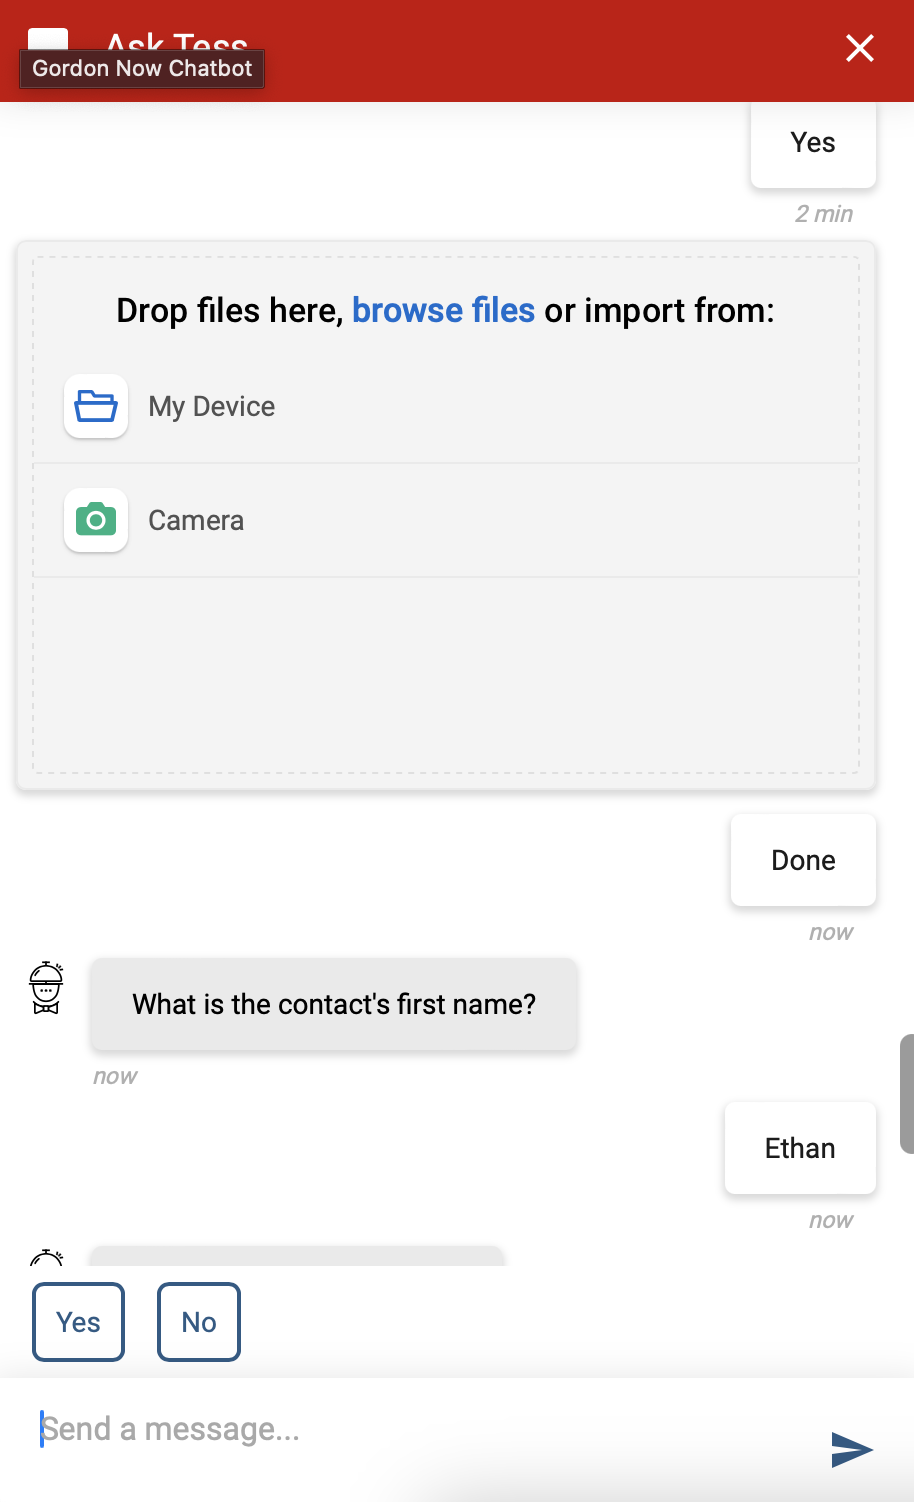 Ask Tess
Gordon Now Chatbot
Yes
2 min
Drop files here, browse files or import from:
My Device
Camera
Done
now
What is the contact's first name?
now
Ethan
now
Yes
No
Send a message...